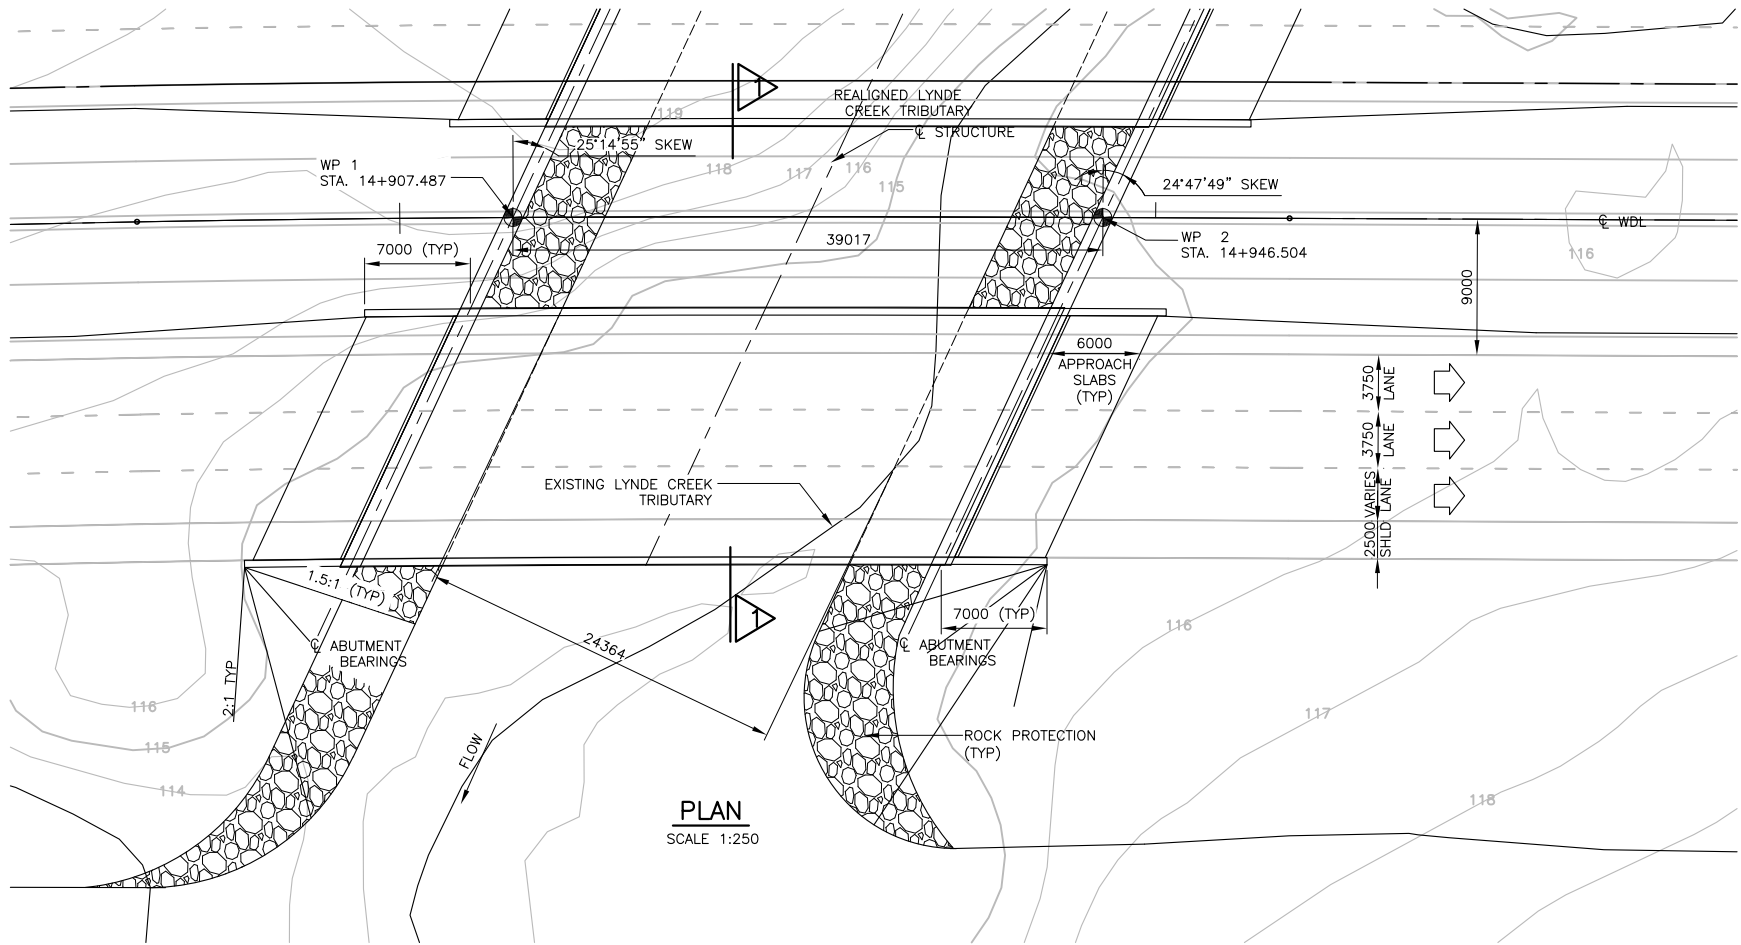 1
REALIGNED LYNDE
CREEK TRIBUTARY
℄ STRUCTURE
119
25°14'55" SKEW
WP 1
STA. 14+907.487
118
117
116
115
24°47'49" SKEW
℄ WDL
7000 (TYP)
39017
WP 2
STA. 14+946.504
116
9000
6000
APPROACH
SLABS
(TYP)
3750
LANE
3750
LANE
VARIES
LANE
2500
SHLD
EXISTING LYNDE CREEK
TRIBUTARY
1.5:1 (TYP)
1
7000 (TYP)
24364
℄ ABUTMENT
BEARINGS
℄ ABUTMENT
BEARINGS
116
2:1 TYP
116
115
114
117
118
FLOW
ROCK PROTECTION
(TYP)
PLAN
SCALE 1:250